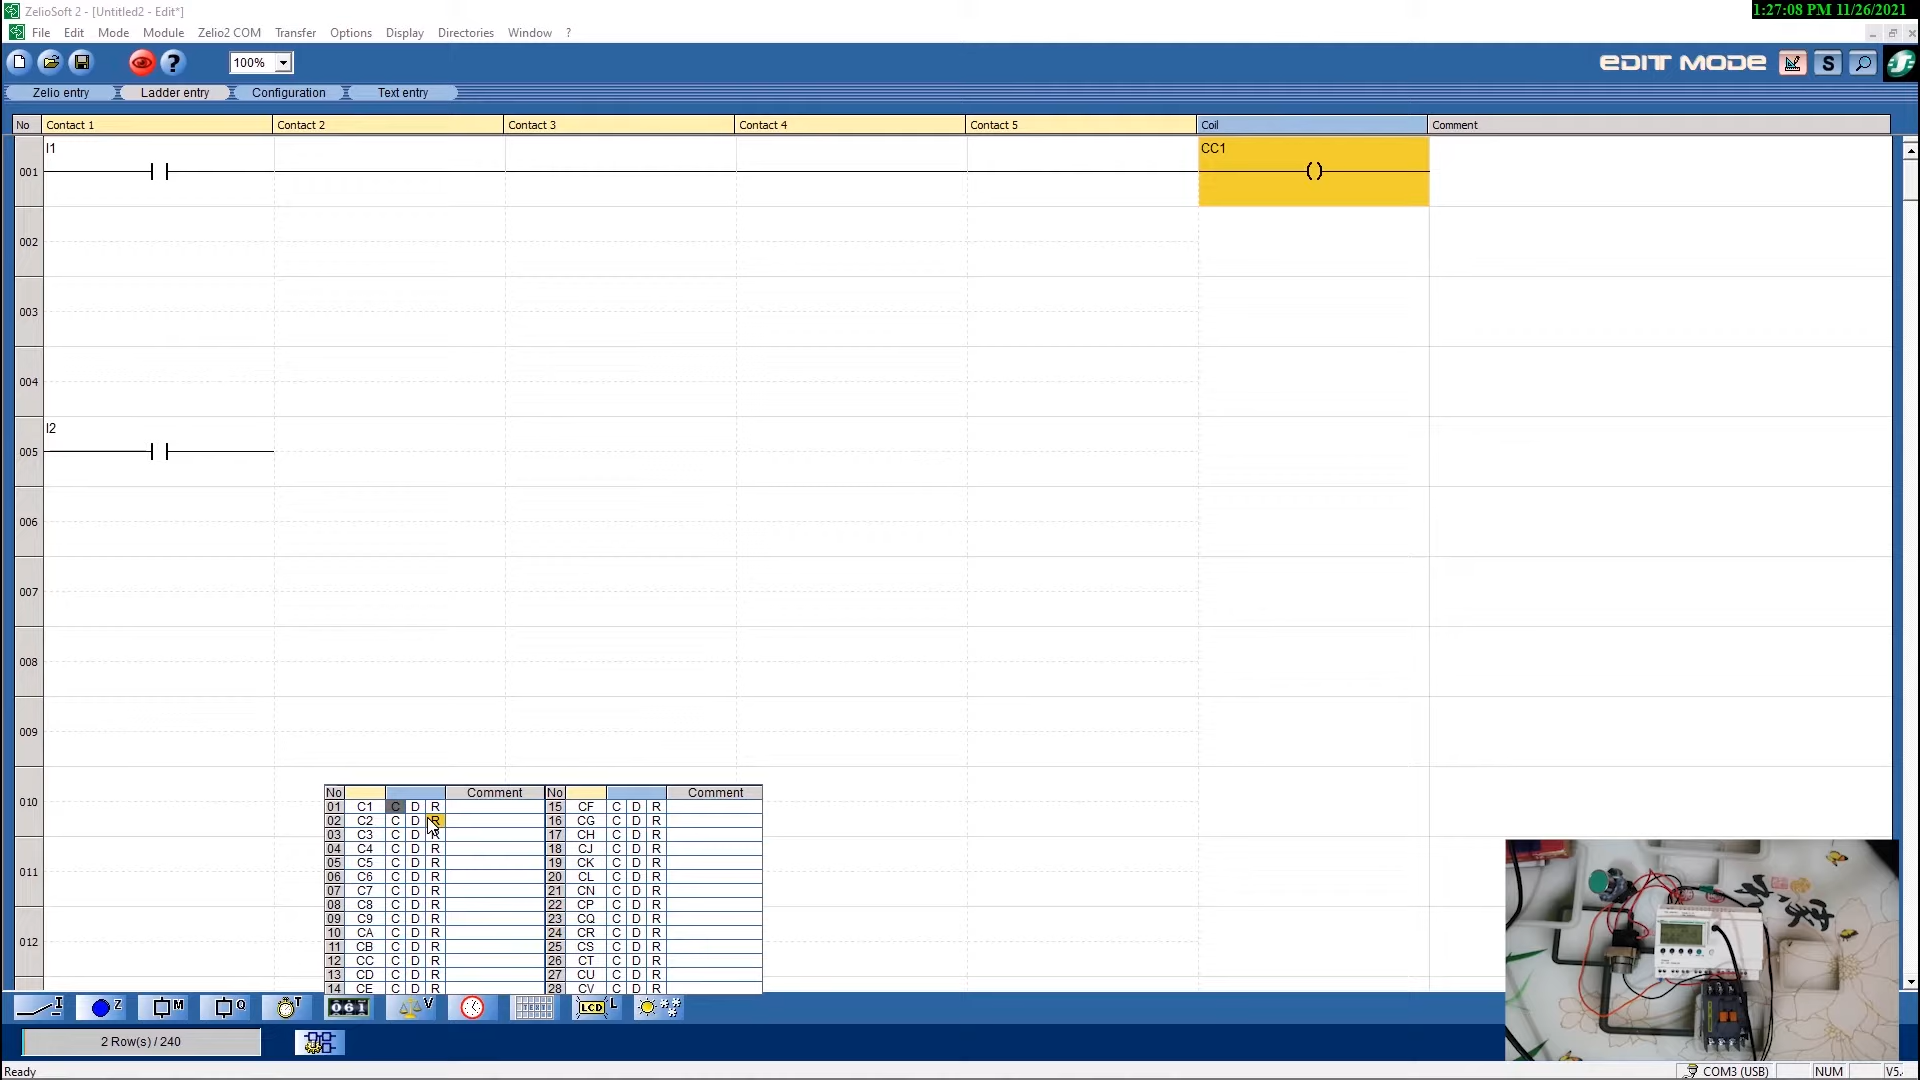 ZelioSoft 2 - [Untitled2 - Edit*]
1:27:08 PM 11/26/2021
File Edit Mode Module Zelio2 COM Transfer Options Display Directories Window ?
100%
EDIT MODE
S
Zelio entry Ladder entry Configuration Text entry
No Contact 1 Contact 2 Contact 3 Contact 4 Contact 5 Coil Comment
I1 CC1
001
002
003
004
I2
005
006
007
008
009
010
011
012
No Comment No Comment
01 C1 C D R 15 CF C D R
02 C2 C D R 16 CG C D R
03 C3 C D R 17 CH C D R
04 C4 C D R 18 CJ C D R
05 C5 C D R 19 CK C D R
06 C6 C D R 20 CL C D R
07 C7 C D R 21 CN C D R
08 C8 C D R 22 CP C D R
09 C9 C D R 23 CQ C D R
10 CA C D R 24 CR C D R
11 CB C D R 25 CS C D R
12 CC C D R 26 CT C D R
13 CD C D R 27 CU C D R
14 CE C D R 28 CV C D R
I Z M Q T 061 V TEXT LCD L
2 Row(s) / 240
Ready COM3 (USB) NUM V5.